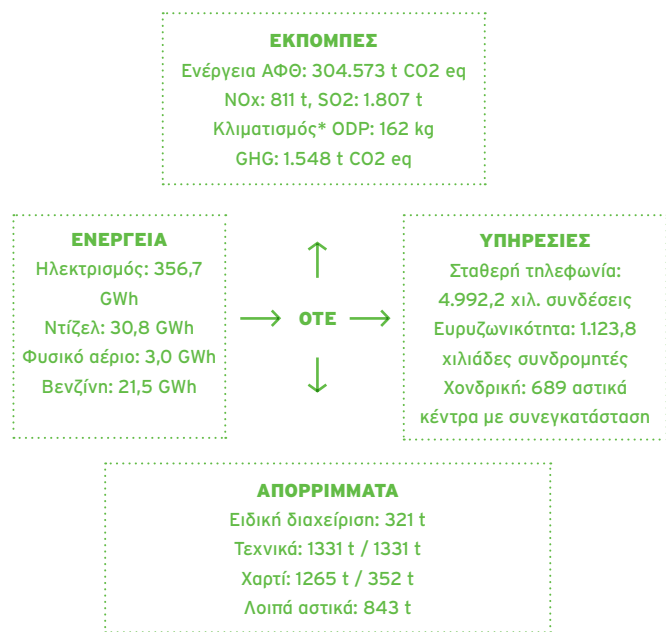 ΕΚΠΟΜΠΕΣ
Ενέργεια ΑΦΘ: 304.573 t CO2 eq
NOx: 811 t, SO2: 1.807 t
Κλιματισμός* ODP: 162 kg
GHG: 1.548 t CO2 eq
ΕΝΕΡΓΕΙΑ
Ηλεκτρισμός: 356,7
GWh
Ντίζελ: 30,8 GWh
Φυσικό αέριο: 3,0 GWh
Βενζίνη: 21,5 GWh
ΟΤΕ
ΥΠΗΡΕΣΙΕΣ
Σταθερή τηλεφωνία:
4.992,2 χιλ. συνδέσεις
Ευρυζωνικότητα: 1.123,8
χιλιάδες συνδρομητές
Χονδρική: 689 αστικά
κέντρα με συνεγκατάσταση
ΑΠΟΡΡΙΜΜΑΤΑ
Ειδική διαχείριση: 321 t
Τεχνικά: 1331 t / 1331 t
Χαρτί: 1265 t / 352 t
Λοιπά αστικά: 843 t